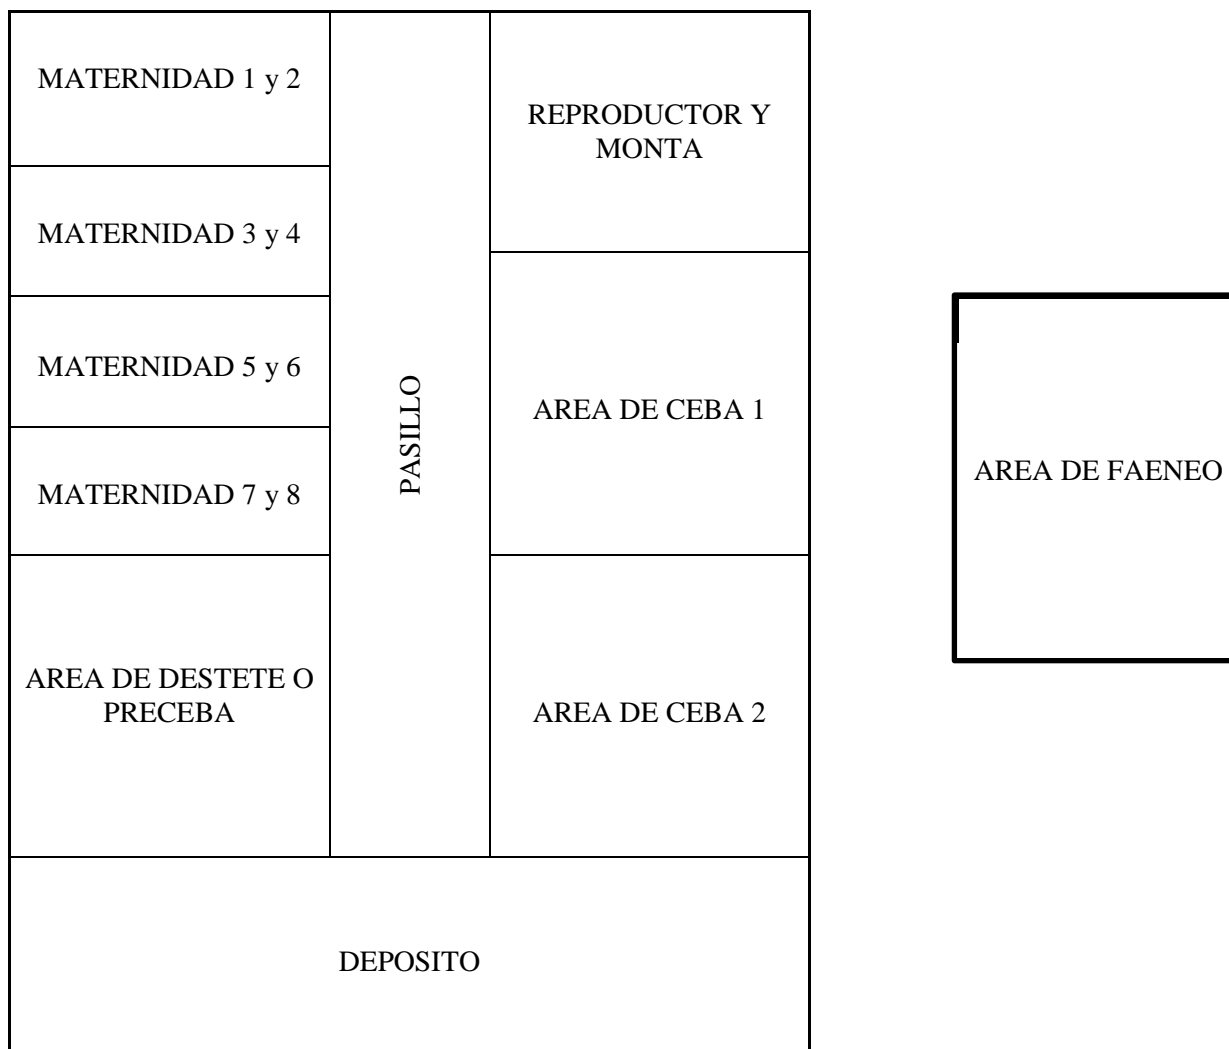 MATERNIDAD 1 y 2
MATERNIDAD 3 y 4
MATERNIDAD 5 y 6
MATERNIDAD 7 y 8
AREA DE DESTETE O
PRECEBA
PASILLO
REPRODUCTOR Y
MONTA
AREA DE CEBA 1
AREA DE CEBA 2
DEPOSITO
AREA DE FAENEO